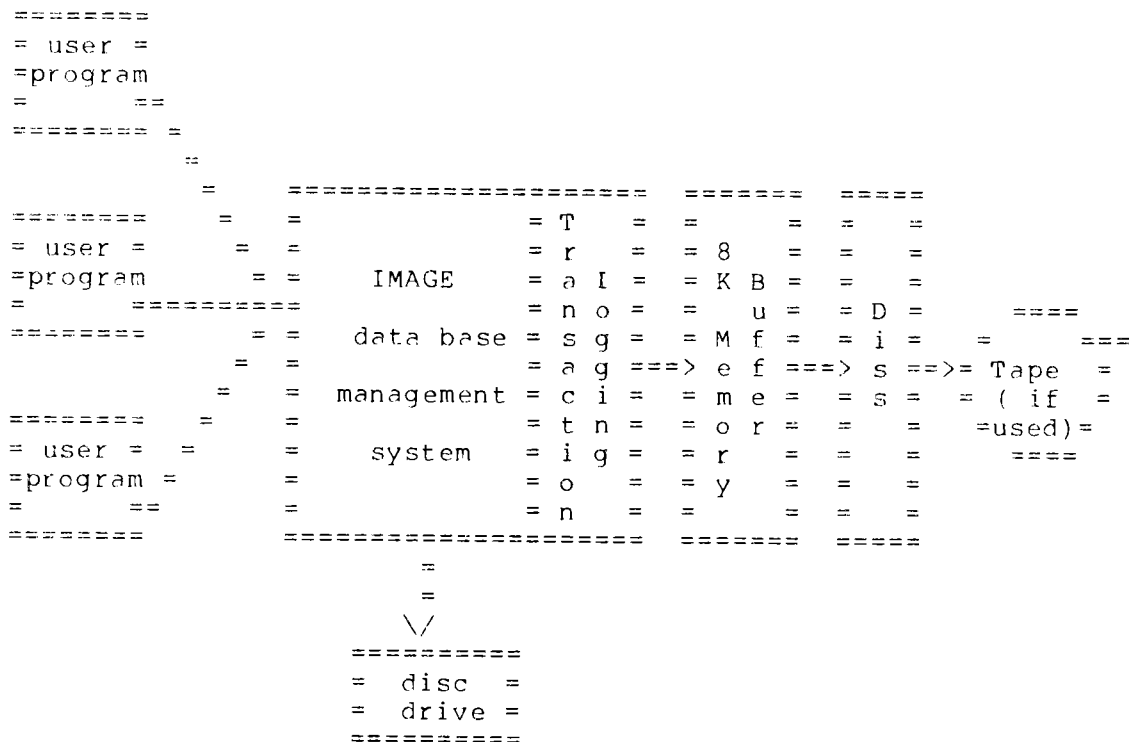 user
program
user
program
user
program
IMAGE
data base
management
system
Transaction
logging
8K Memory
Buffer
Diss
Tape
( if
used)
disc
drive